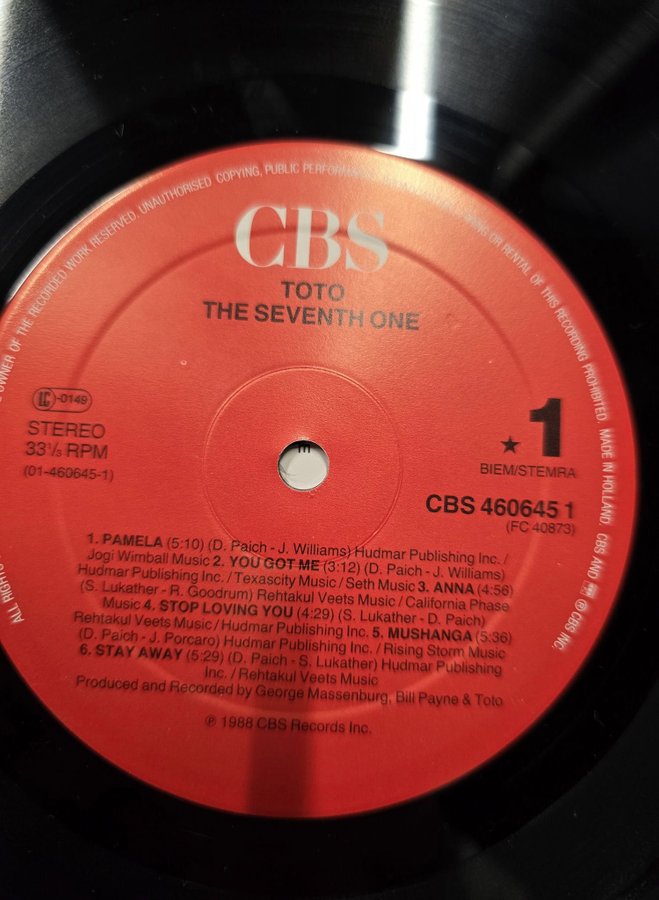 OWNER OF THE RECORDED WORK RESERVED. UNAUTHORISED COPYING, PUBLIC PERFORMANCE
OR RENTAL OF THIS RECORDING PROHIBITED. MADE IN HOLLAND. CBS AND
℗ CBS INC.
ALL RIGHTS
CBS
TOTO
THE SEVENTH ONE
LC-0149
STEREO
33⅓ RPM
(01-460645-1)
★ 1
BIEM/STEMRA
CBS 460645 1
(FC 40873)
1. PAMELA (5:10) (D. Paich - J. Williams) Hudmar Publishing Inc. /
Jogi Wimball Music 2. YOU GOT ME (3:12) (D. Paich - J. Williams)
Hudmar Publishing Inc. / Texascity Music / Seth Music 3. ANNA (4:56)
(S. Lukather - R. Goodrum) Rehtakul Veets Music / California Phase
Music 4. STOP LOVING YOU (4:29) (S. Lukather - D. Paich)
Rehtakul Veets Music / Hudmar Publishing Inc. 5. MUSHANGA (5:36)
(D. Paich - J. Porcaro) Hudmar Publishing Inc. / Rising Storm Music
6. STAY AWAY (5:29) (D. Paich - S. Lukather) Hudmar Publishing
Inc. / Rehtakul Veets Music
Produced and Recorded by George Massenburg, Bill Payne & Toto
℗ 1988 CBS Records Inc.